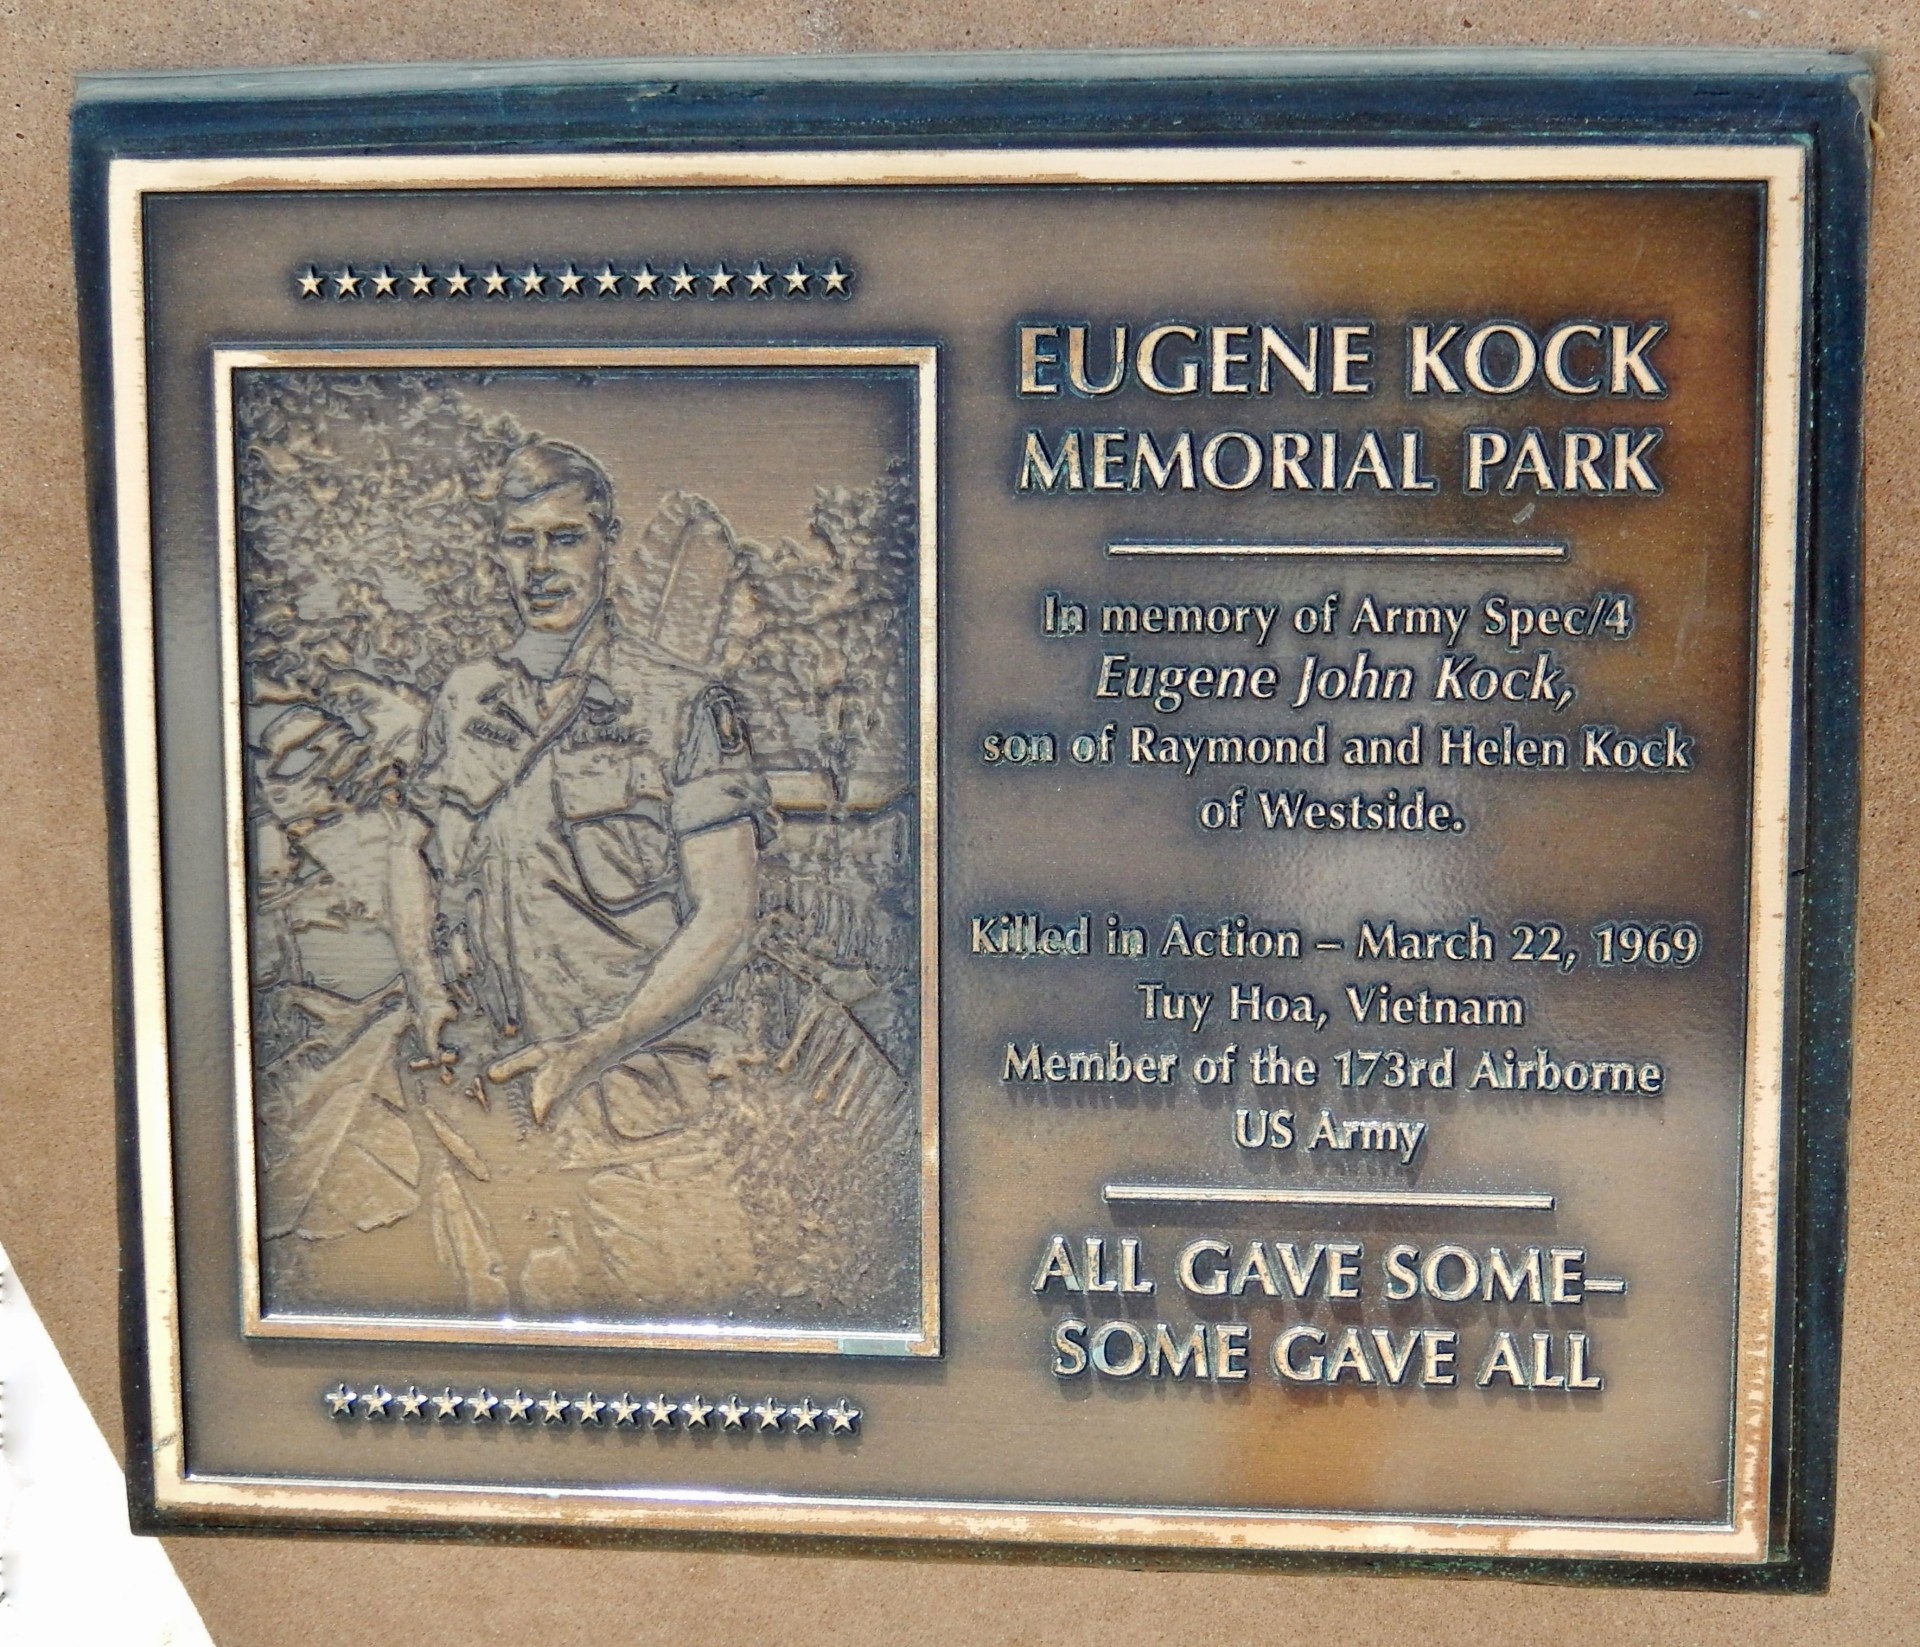 EUGENE KOCK
MEMORIAL PARK
In memory of Army Spec/4
Eugene John Kock,
son of Raymond and Helen Kock
of Westside.
Killed in Action – March 22, 1969
Tuy Hoa, Vietnam
Member of the 173rd Airborne
US Army
ALL GAVE SOME–
SOME GAVE ALL